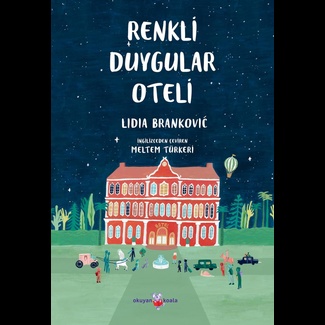 RENKLİ
DUYGULAR
OTELİ
LIDIA BRANKOVIĆ
İNGİLİZCEDEN ÇEVİREN
MELTEM TÜRKERİ
okuyan koala